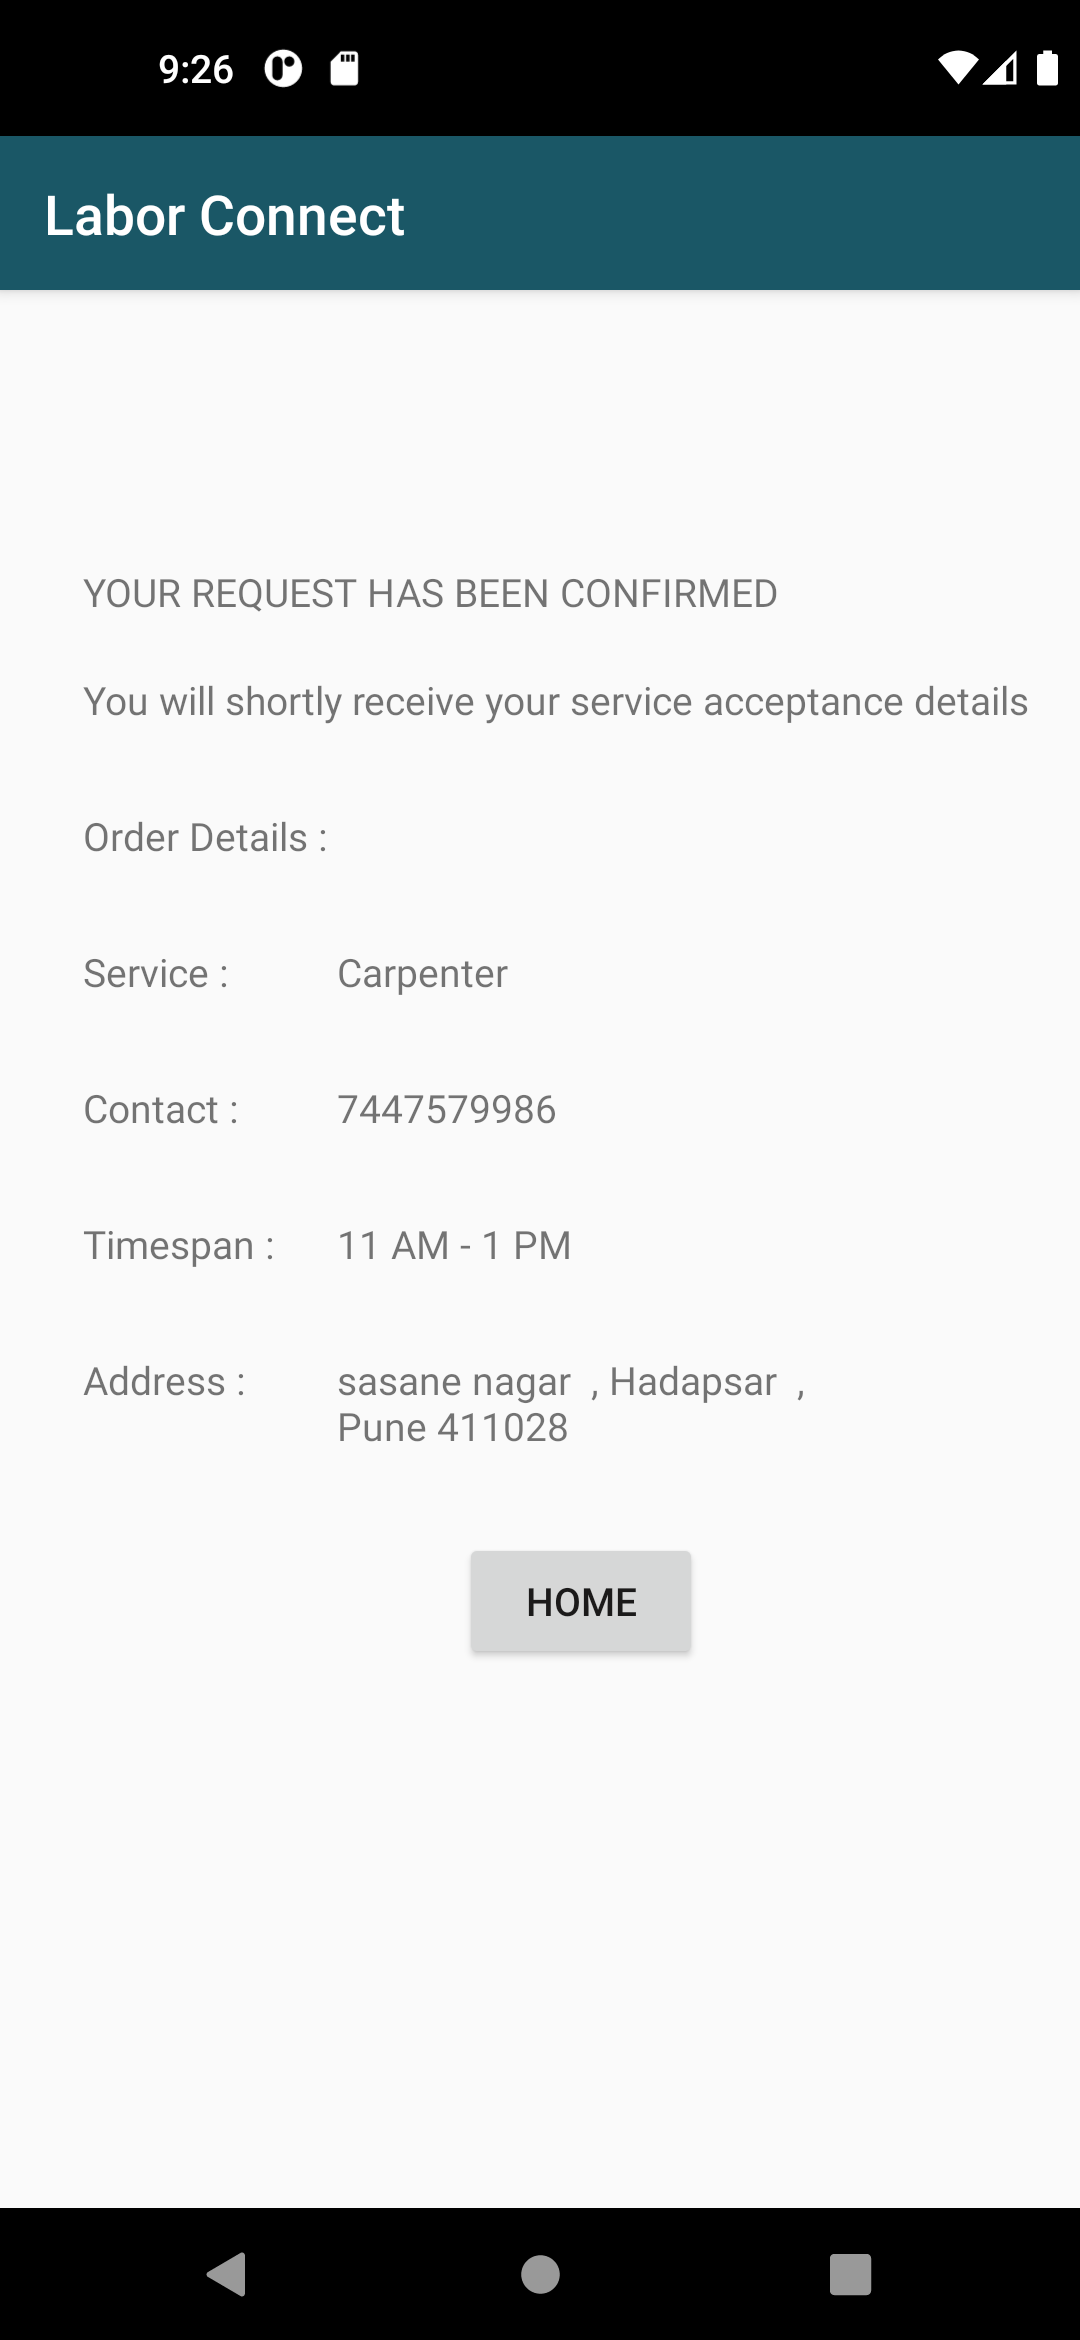 9:26
Labor Connect
YOUR REQUEST HAS BEEN CONFIRMED
You will shortly receive your service acceptance details
Order Details :
Service : Carpenter
Contact : 7447579986
Timespan : 11 AM - 1 PM
Address : sasane nagar  , Hadapsar  ,
Pune 411028
HOME